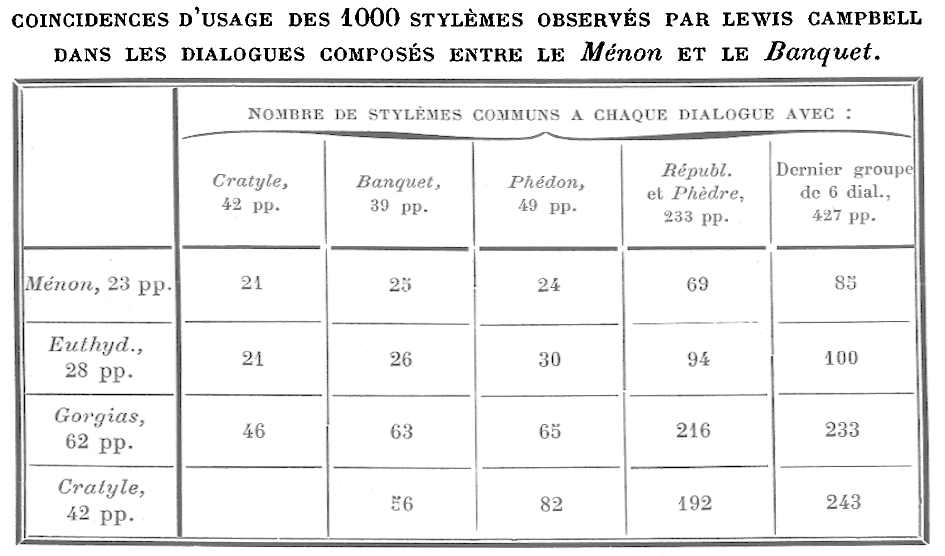 COINCIDENCES D'USAGE DES 1000 STYLÈMES OBSERVÉS PAR LEWIS CAMPBELL
DANS LES DIALOGUES COMPOSÉS ENTRE LE Ménon ET LE Banquet.
NOMBRE DE STYLÈMES COMMUNS A CHAQUE DIALOGUE AVEC :
Cratyle,
42 pp.
Banquet,
39 pp.
Phédon,
49 pp.
Républ.
et Phèdre,
233 pp.
Dernier groupe
de 6 dial.,
427 pp.
Ménon, 23 pp. 21 25 24 69 85
Euthyd.,
28 pp. 21 26 30 94 100
Gorgias,
62 pp. 46 63 65 216 233
Cratyle,
42 pp. 56 82 192 243